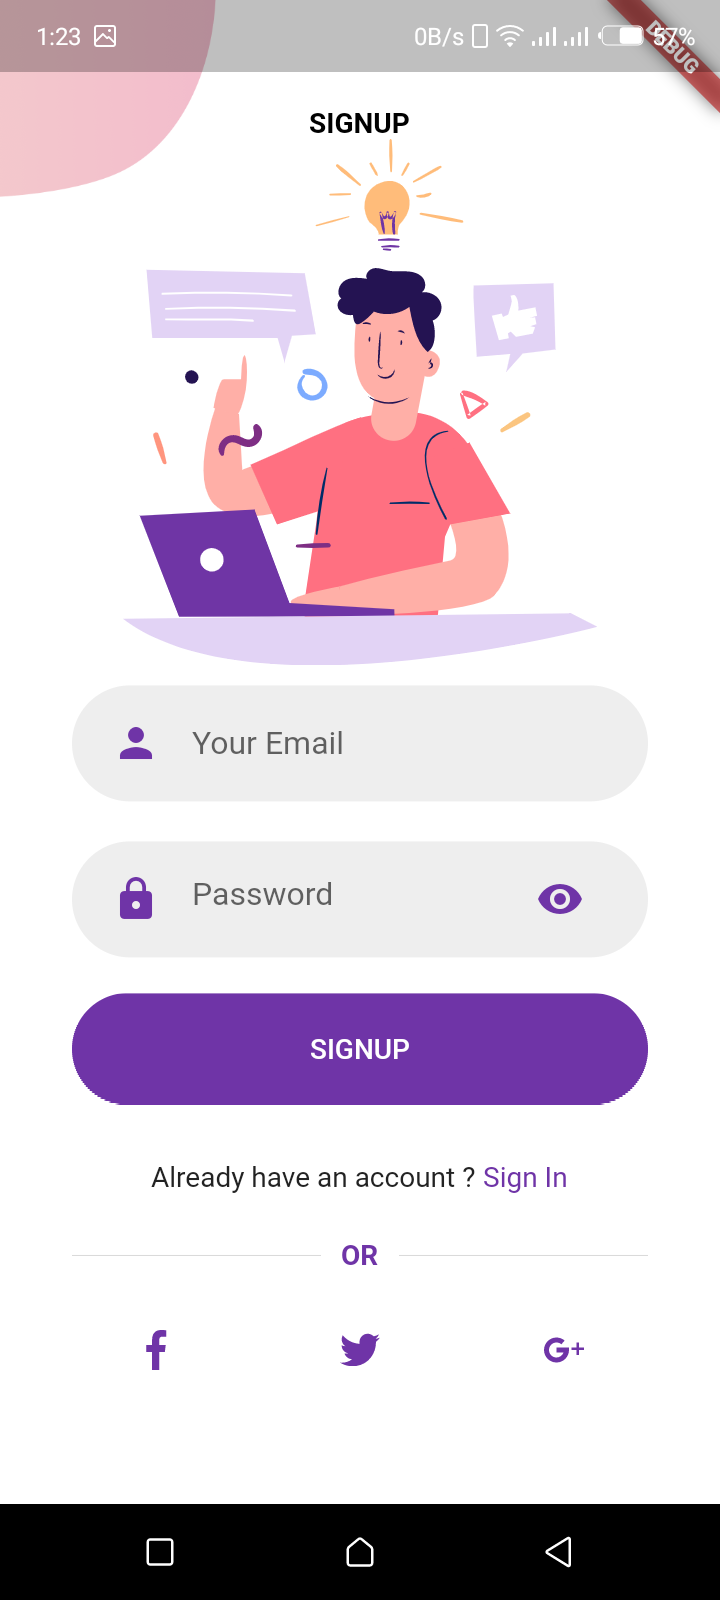 1:23 0B/s 57%
DEBUG
SIGNUP
Your Email
Password
SIGNUP
Already have an account ? Sign In
OR
G+